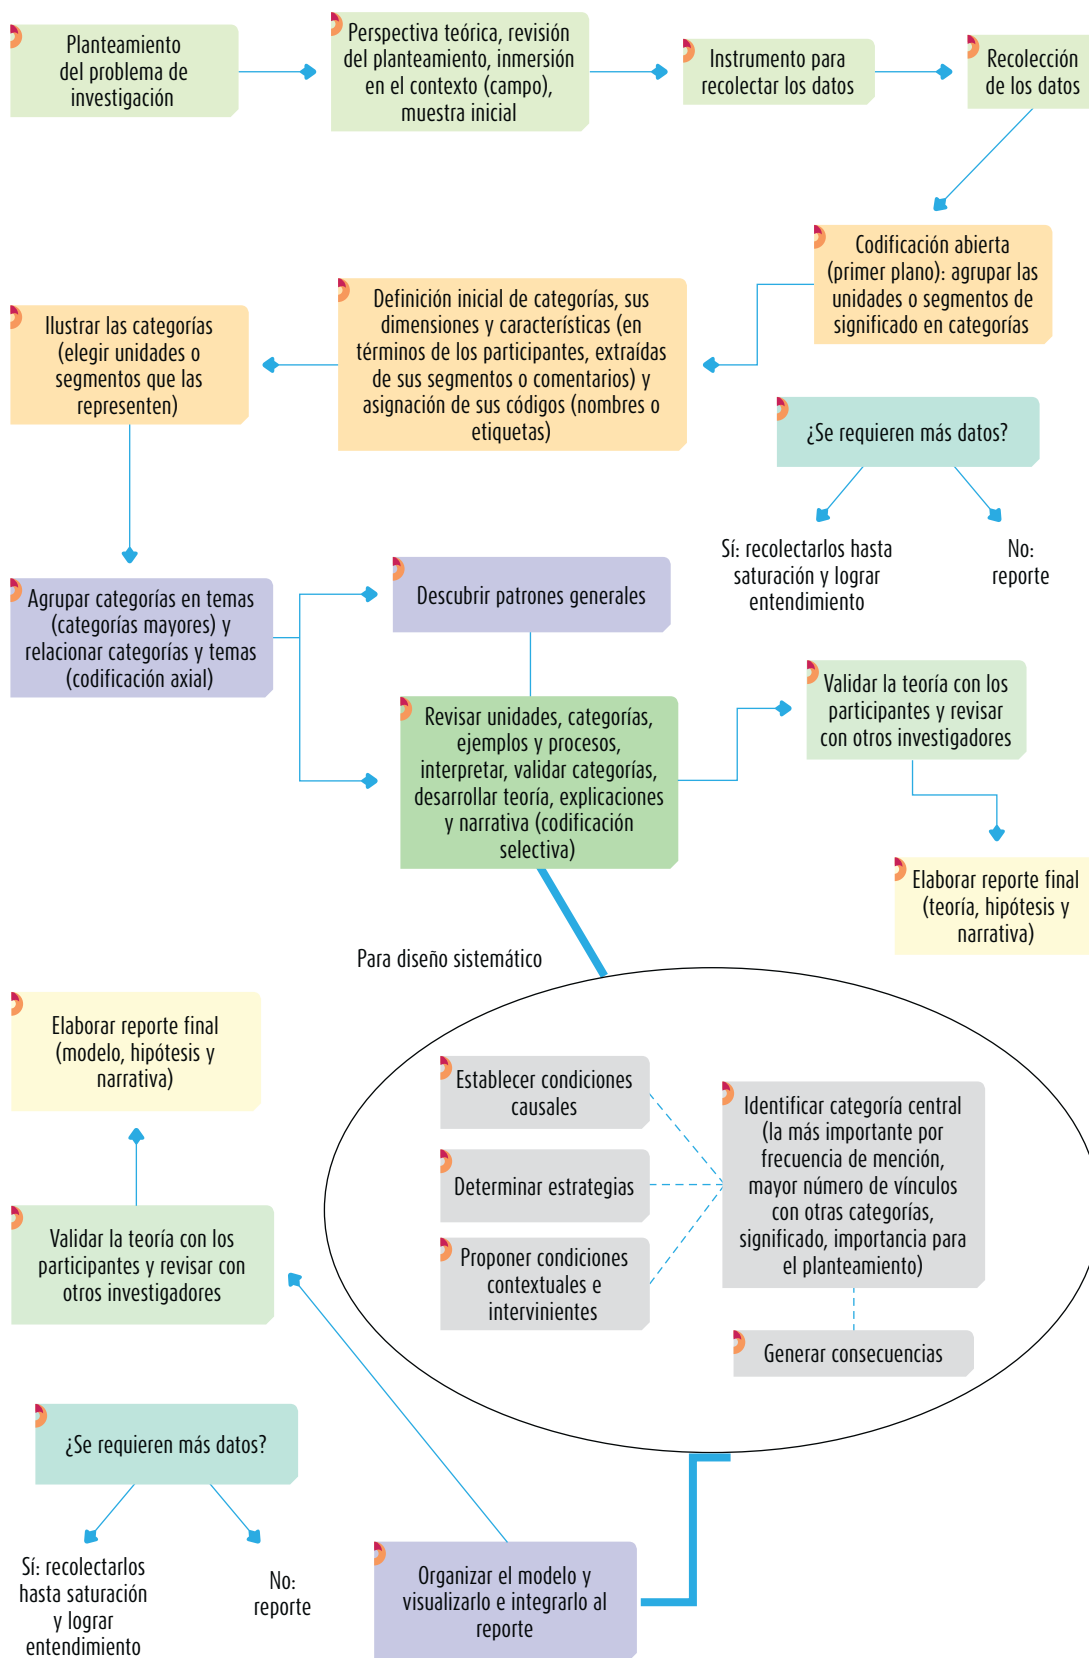 Planteamiento
del problema de
investigación
Perspectiva teórica, revisión
del planteamiento, inmersión
en el contexto (campo),
muestra inicial
Instrumento para
recolectar los datos
Recolección
de los datos
Codificación abierta
(primer plano): agrupar las
unidades o segmentos de
significado en categorías
Definición inicial de categorías, sus
dimensiones y características (en
términos de los participantes, extraídas
de sus segmentos o comentarios) y
asignación de sus códigos (nombres o
etiquetas)
Ilustrar las categorías
(elegir unidades o
segmentos que las
representen)
¿Se requieren más datos?
Sí: recolectarlos hasta
saturación y lograr
entendimiento
No:
reporte
Agrupar categorías en temas
(categorías mayores) y
relacionar categorías y temas
(codificación axial)
Descubrir patrones generales
Revisar unidades, categorías,
ejemplos y procesos,
interpretar, validar categorías,
desarrollar teoría, explicaciones
y narrativa (codificación
selectiva)
Validar la teoría con los
participantes y revisar
con otros investigadores
Elaborar reporte final
(teoría, hipótesis y
narrativa)
Para diseño sistemático
Establecer condiciones
causales
Determinar estrategias
Proponer condiciones
contextuales e
intervinientes
Identificar categoría central
(la más importante por
frecuencia de mención,
mayor número de vínculos
con otras categorías,
significado, importancia para
el planteamiento)
Generar consecuencias
Elaborar reporte final
(modelo, hipótesis y
narrativa)
Validar la teoría con los
participantes y revisar con
otros investigadores
¿Se requieren más datos?
Sí: recolectarlos
hasta saturación
y lograr
entendimiento
No:
reporte
Organizar el modelo y
visualizarlo e integrarlo al
reporte